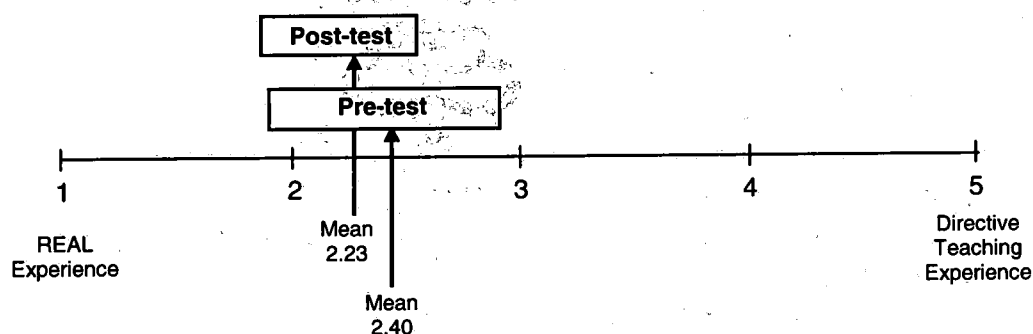 Post-test
Pre-test
1
2
3
4
5
Mean
2.23
REAL
Experience
Directive
Teaching
Experience
Mean
2.40